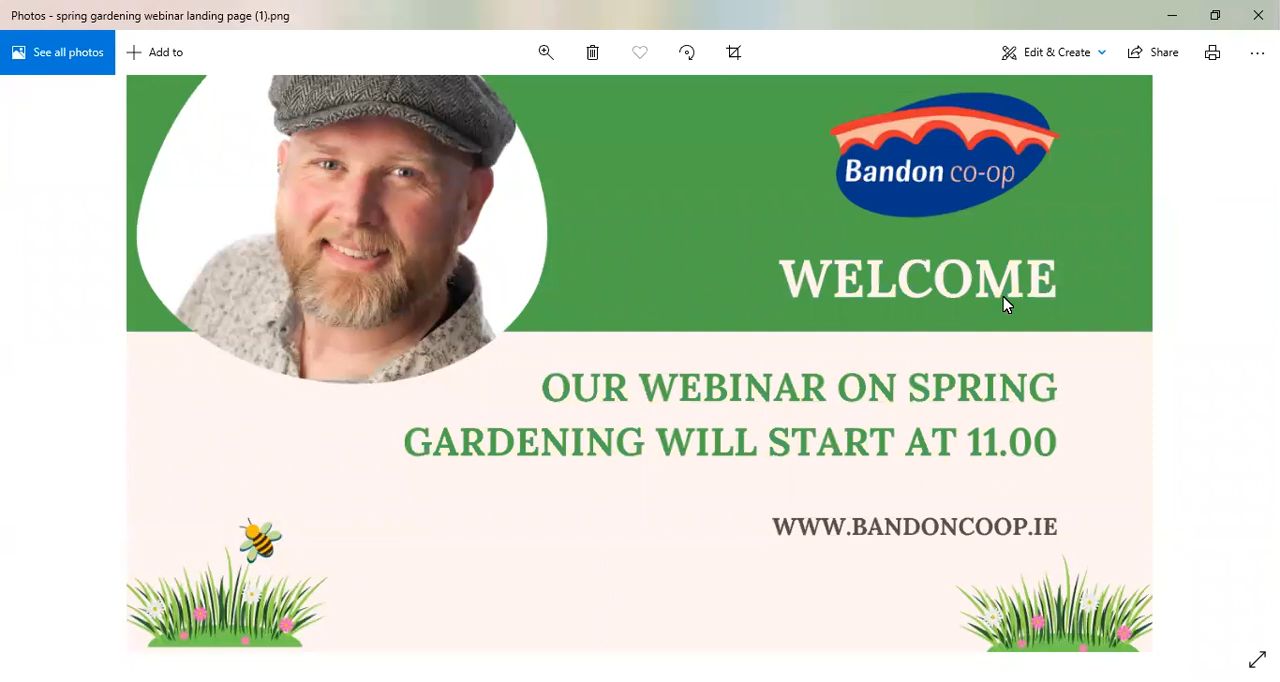 Photos - spring gardening webinar landing page (1).png
See all photos
Add to
Edit & Create
Share
Bandon co-op
WELCOME
OUR WEBINAR ON SPRING
GARDENING WILL START AT 11.00
WWW.BANDONCOOP.IE